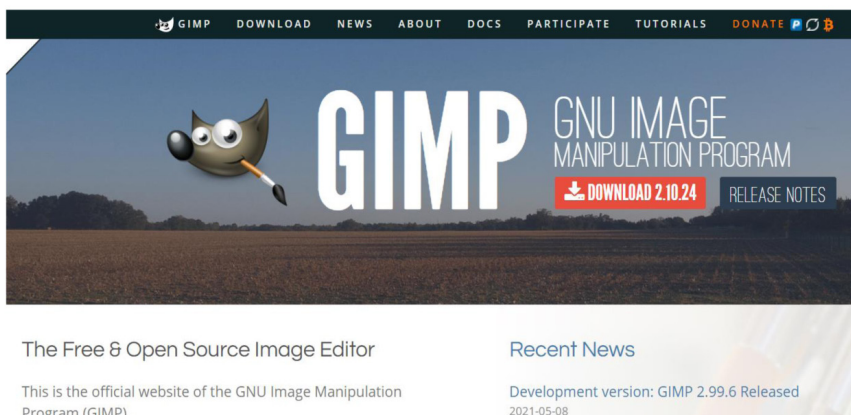 GIMP DOWNLOAD NEWS ABOUT DOCS PARTICIPATE TUTORIALS DONATE
GIMP
GNU IMAGE
MANIPULATION PROGRAM
DOWNLOAD 2.10.24
RELEASE NOTES
The Free & Open Source Image Editor
This is the official website of the GNU Image Manipulation
Program (GIMP).
Recent News
Development version: GIMP 2.99.6 Released
2021-05-08